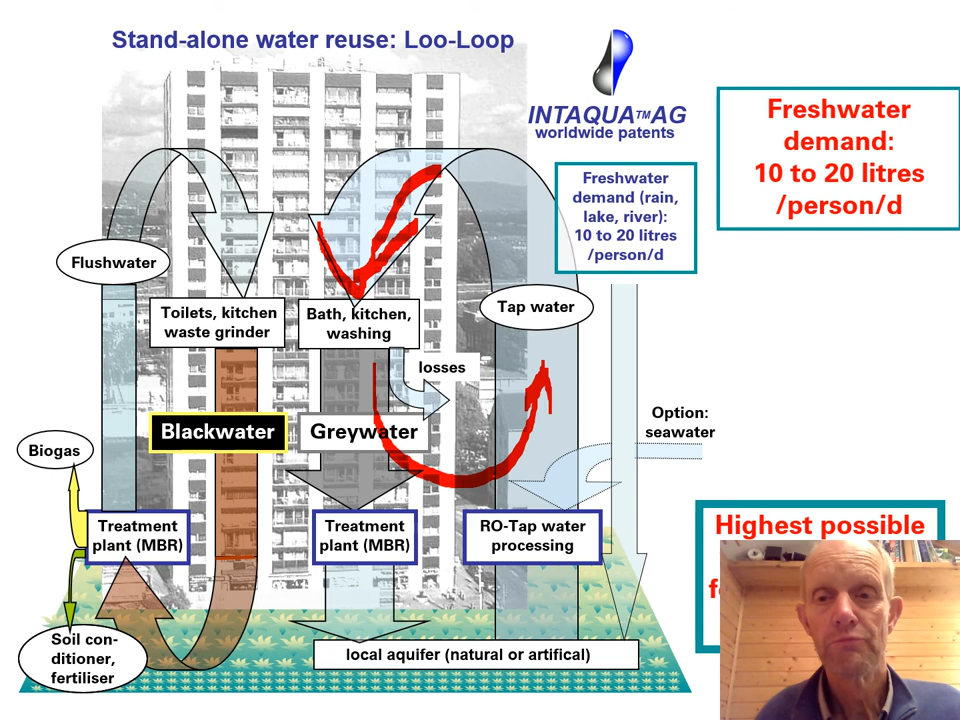 Stand-alone water reuse: Loo-Loop
INTAQUA™AG
worldwide patents
Freshwater
demand:
10 to 20 litres
/person/d
Freshwater
demand (rain,
lake, river):
10 to 20 litres
/person/d
Flushwater
Toilets, kitchen
waste grinder
Bath, kitchen,
washing
Tap water
losses
Option:
seawater
Blackwater
Greywater
Biogas
Treatment
plant (MBR)
Treatment
plant (MBR)
RO-Tap water
processing
Highest possible
Soil con-
ditioner,
fertiliser
local aquifer (natural or artifical)